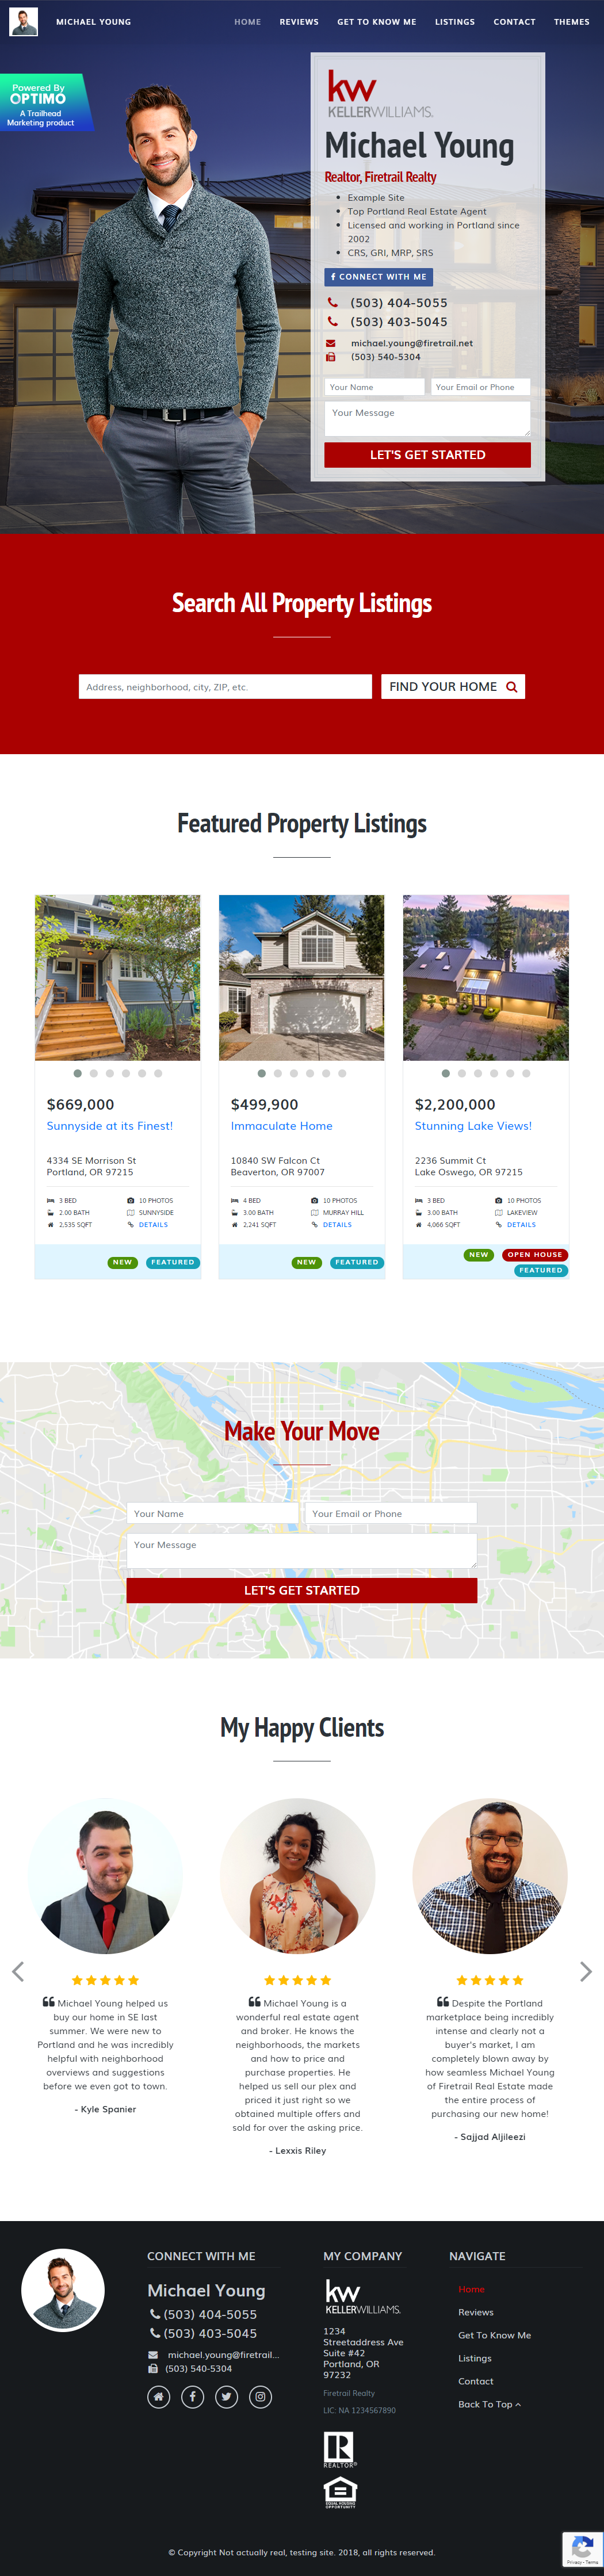 MICHAEL YOUNG
HOME REVIEWS GET TO KNOW ME LISTINGS CONTACT THEMES
Powered By
OPTIMO
A Trailhead
Marketing product
kw
KELLERWILLIAMS.
Michael Young
Realtor, Firetrail Realty
Example Site
Top Portland Real Estate Agent
Licensed and working in Portland since
2002
CRS, GRI, MRP, SRS
CONNECT WITH ME
(503) 404-5055
(503) 403-5045
michael.young@firetrail.net
(503) 540-5304
Your Name Your Email or Phone
Your Message
LET'S GET STARTED
Search All Property Listings
Address, neighborhood, city, ZIP, etc. FIND YOUR HOME
Featured Property Listings
$669,000
Sunnyside at its Finest!
4334 SE Morrison St
Portland, OR 97215
3 BED 10 PHOTOS
2.00 BATH SUNNYSIDE
2,535 SQFT DETAILS
NEW FEATURED
$499,900
Immaculate Home
10840 SW Falcon Ct
Beaverton, OR 97007
4 BED 10 PHOTOS
3.00 BATH MURRAY HILL
2,241 SQFT DETAILS
NEW FEATURED
$2,200,000
Stunning Lake Views!
2236 Summit Ct
Lake Oswego, OR 97215
3 BED 10 PHOTOS
3.00 BATH LAKEVIEW
4,066 SQFT DETAILS
NEW OPEN HOUSE
FEATURED
Make Your Move
Your Name Your Email or Phone
Your Message
LET'S GET STARTED
My Happy Clients
Michael Young helped us
buy our home in SE last
summer. We were new to
Portland and he was incredibly
helpful with neighborhood
overviews and suggestions
before we even got to town.
- Kyle Spanier
Michael Young is a
wonderful real estate agent
and broker. He knows the
neighborhoods, the markets
and how to price and
purchase properties. He
helped us sell our plex and
priced it just right so we
obtained multiple offers and
sold for over the asking price.
- Lexxis Riley
Despite the Portland
marketplace being incredibly
intense and clearly not a
buyer's market, I am
completely blown away by
how seamless Michael Young
of Firetrail Real Estate made
the entire process of
purchasing our new home!
- Sajjad Aljileezi
CONNECT WITH ME
Michael Young
(503) 404-5055
(503) 403-5045
michael.young@firetrail...
(503) 540-5304
MY COMPANY
kw
KELLERWILLIAMS.
1234
Streetaddress Ave
Suite #42
Portland, OR
97232
Firetrail Realty
LIC: NA 1234567890
R
REALTOR®
EQUAL HOUSING
OPPORTUNITY
NAVIGATE
Home
Reviews
Get To Know Me
Listings
Contact
Back To Top
© Copyright Not actually real, testing site. 2018, all rights reserved.
Privacy - Terms